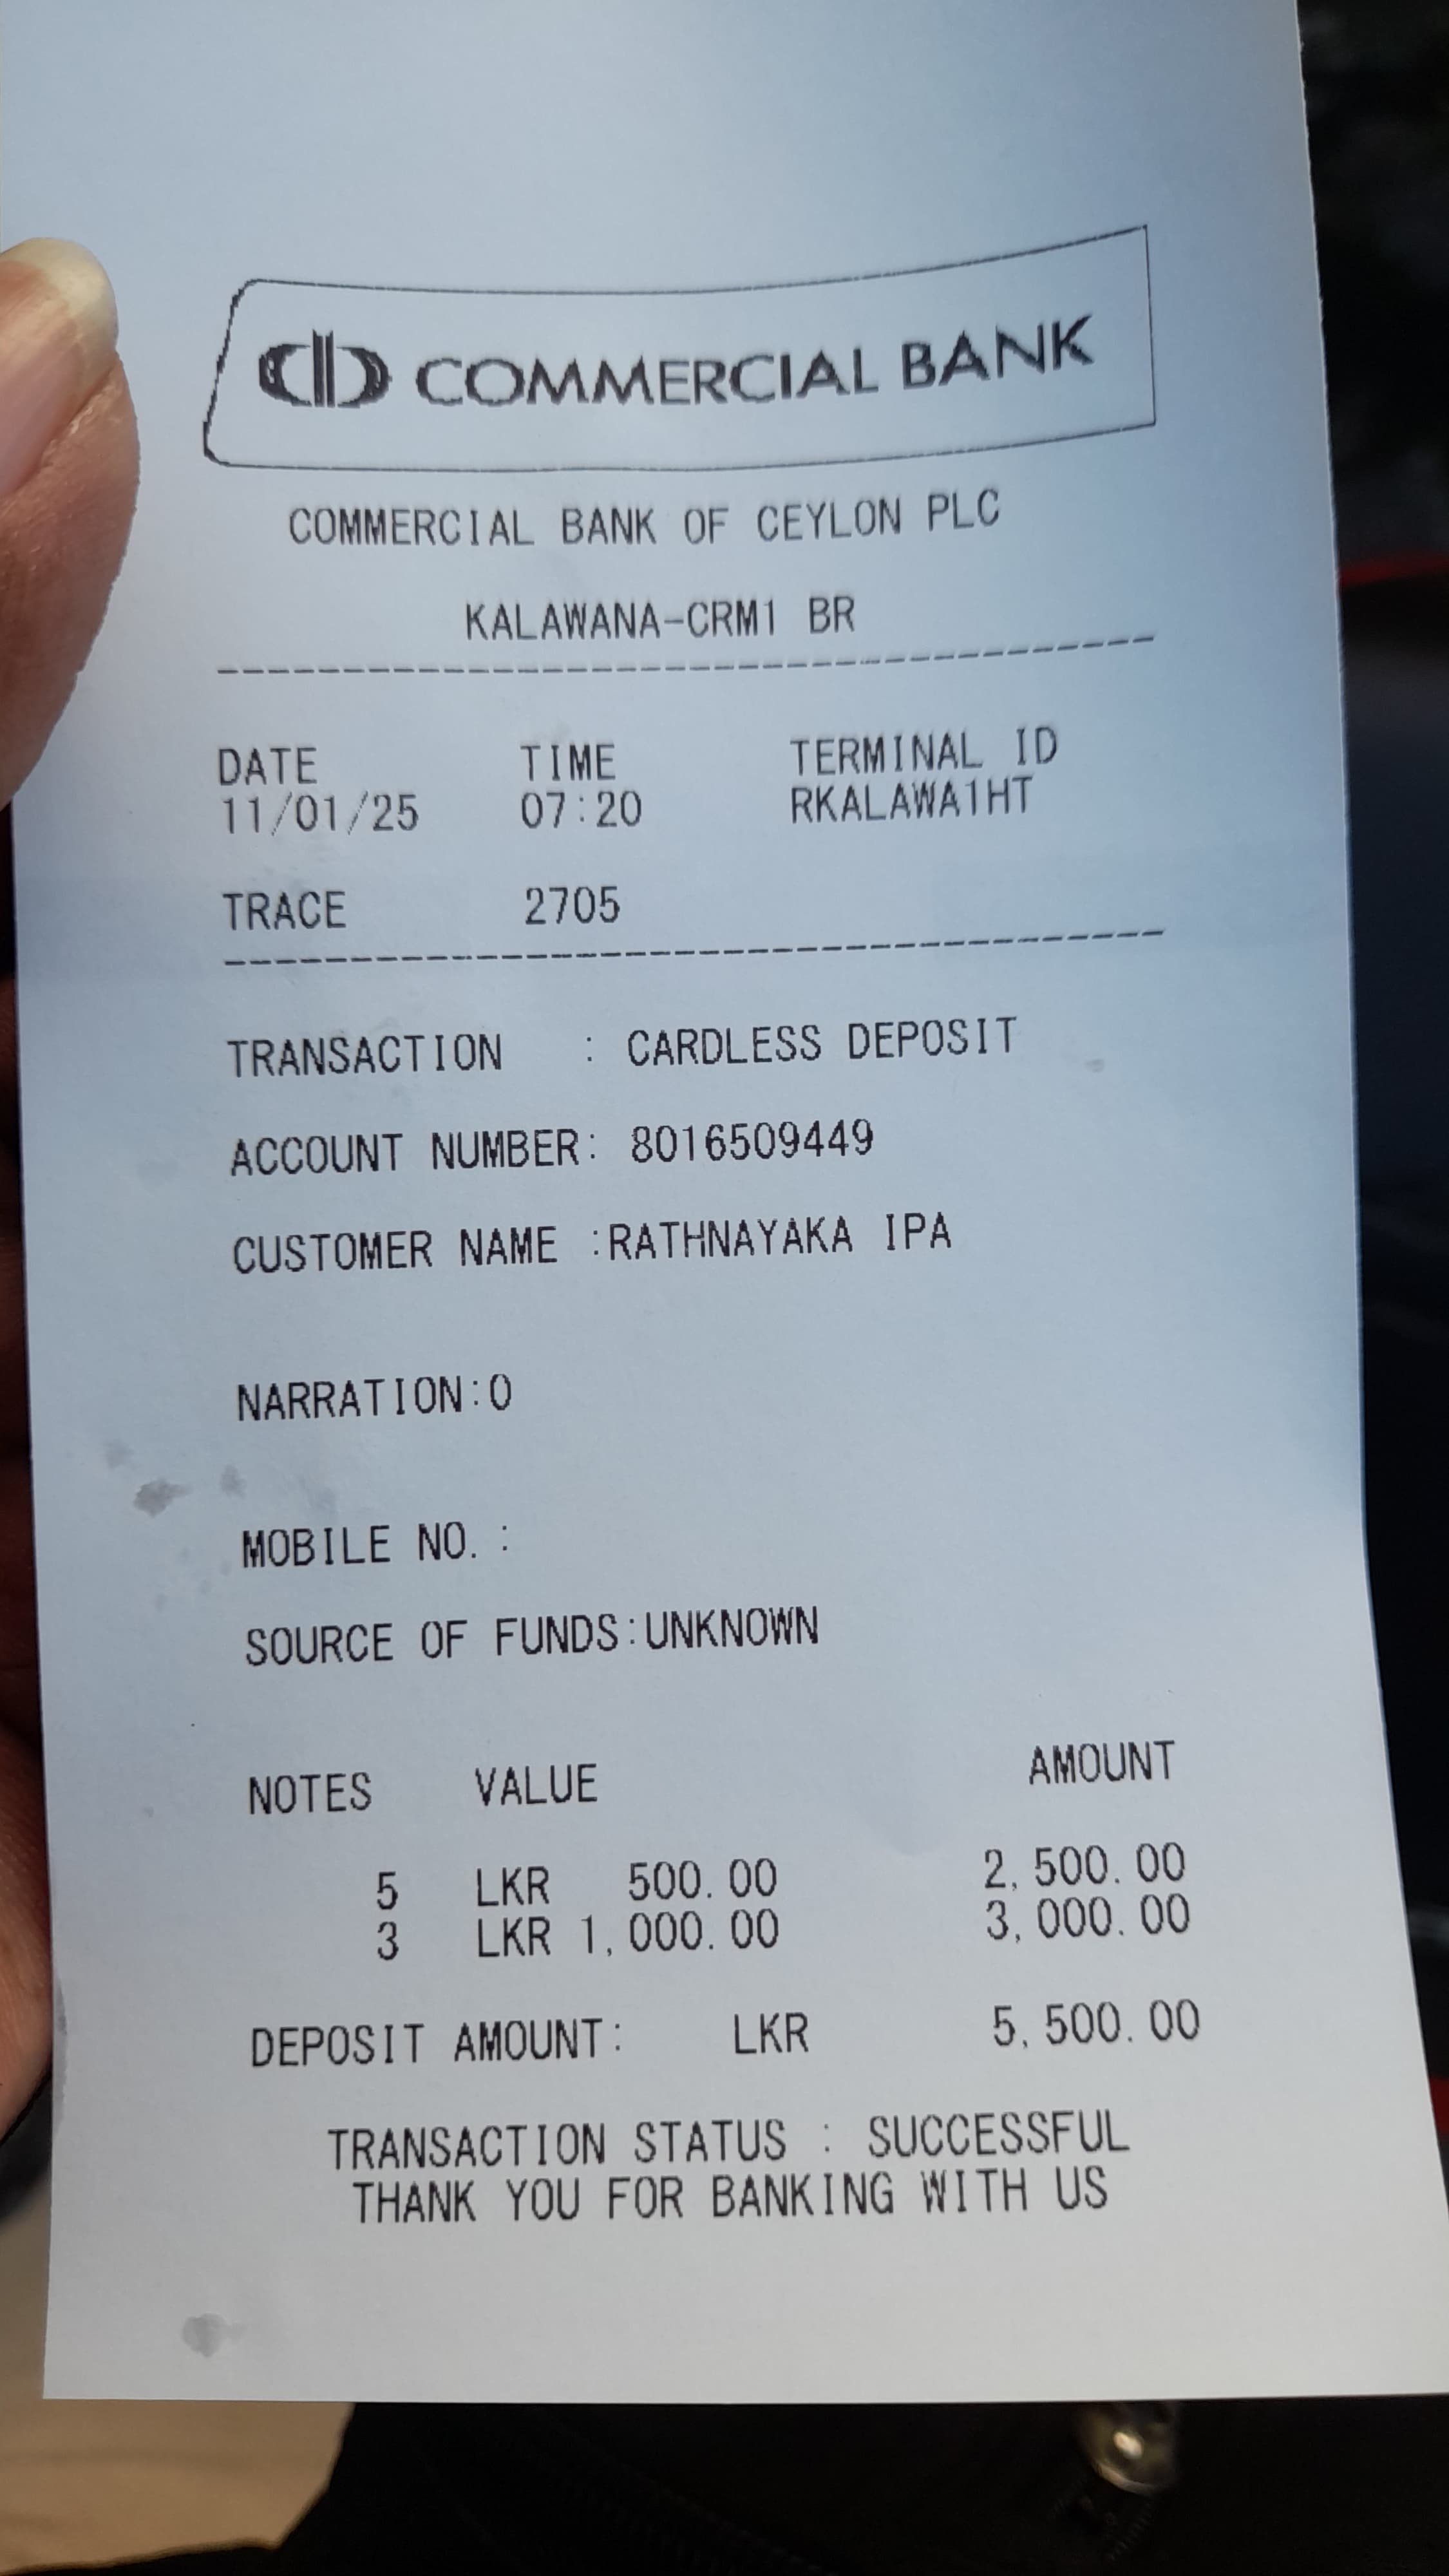 COMMERCIAL BANK
COMMERCIAL BANK OF CEYLON PLC
KALAWANA-CRM1 BR
DATE TIME TERMINAL ID
11/01/25 07:20 RKALAWA1HT
TRACE 2705
TRANSACTION : CARDLESS DEPOSIT
ACCOUNT NUMBER: 8016509449
CUSTOMER NAME :RATHNAYAKA IPA
NARRATION:0
MOBILE NO. :
SOURCE OF FUNDS:UNKNOWN
NOTES VALUE AMOUNT
5 LKR 500.00 2,500.00
3 LKR 1,000.00 3,000.00
DEPOSIT AMOUNT: LKR 5,500.00
TRANSACTION STATUS : SUCCESSFUL
THANK YOU FOR BANKING WITH US